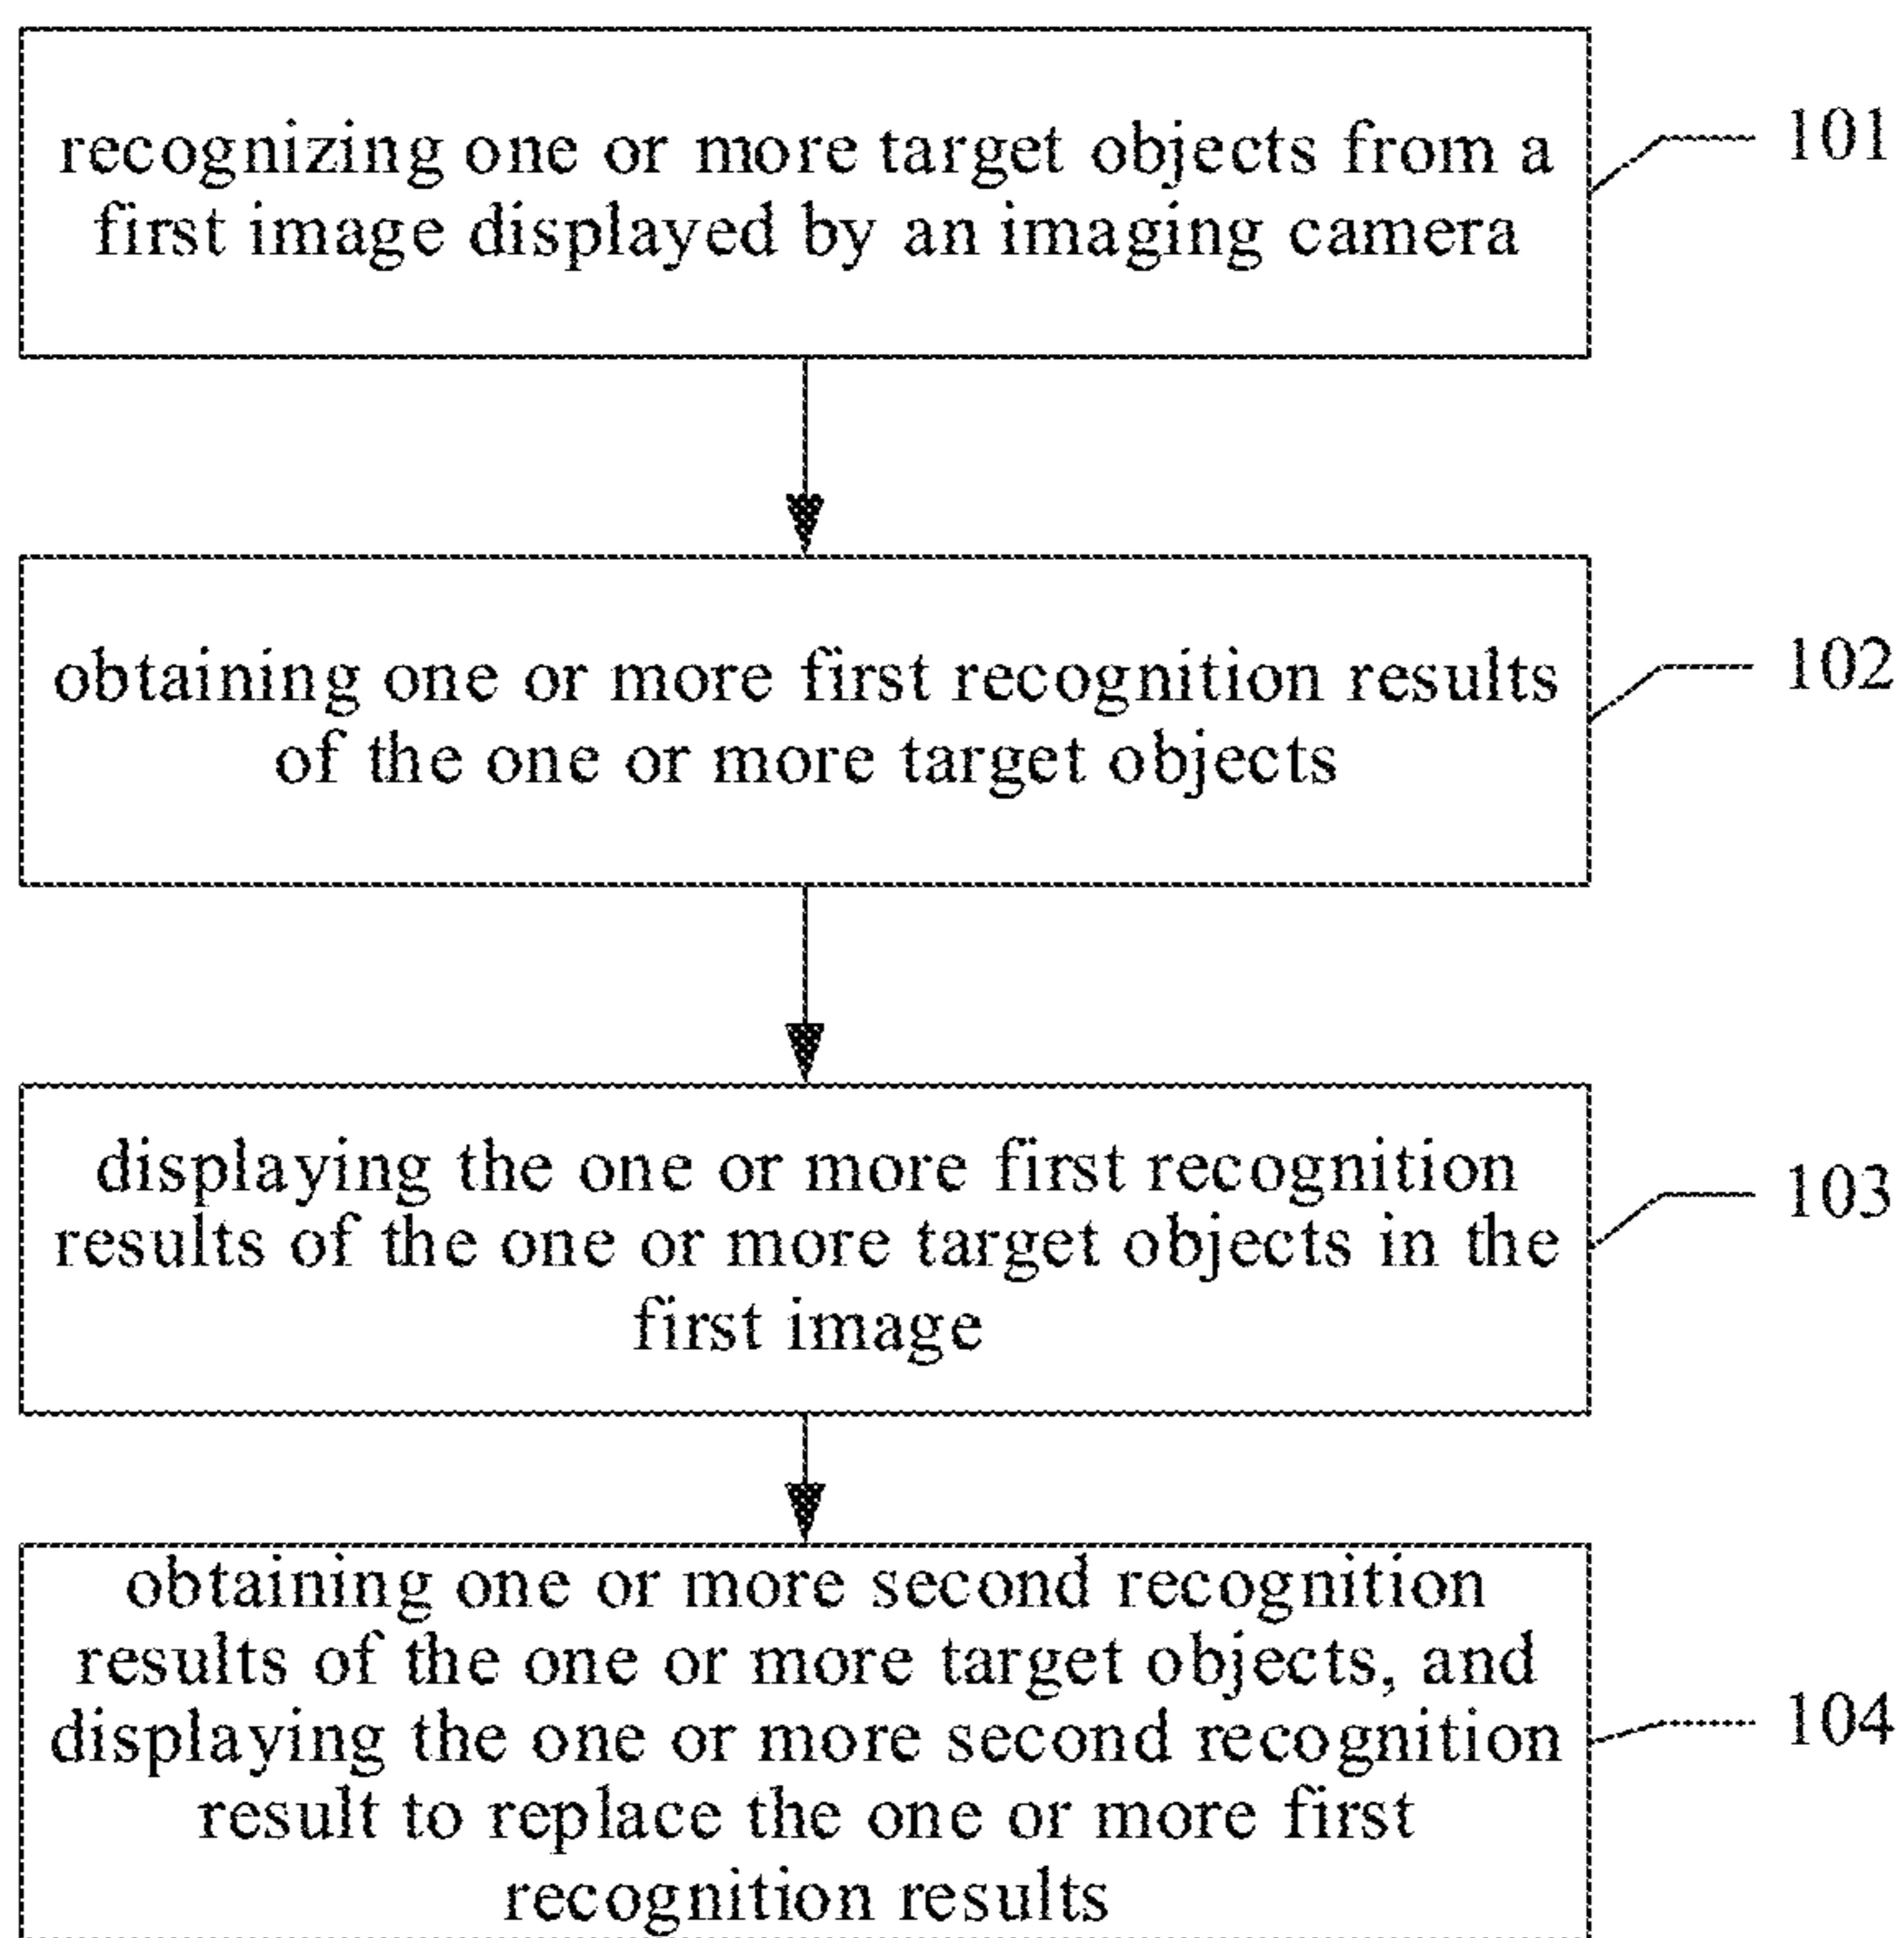 recognizing one or more target objects from a
first image displayed by an imaging camera
101
obtaining one or more first recognition results
of the one or more target objects
102
displaying the one or more first recognition
results of the one or more target objects in the
first image
103
obtaining one or more second recognition
results of the one or more target objects, and
displaying the one or more second recognition
result to replace the one or more first
recognition results
104